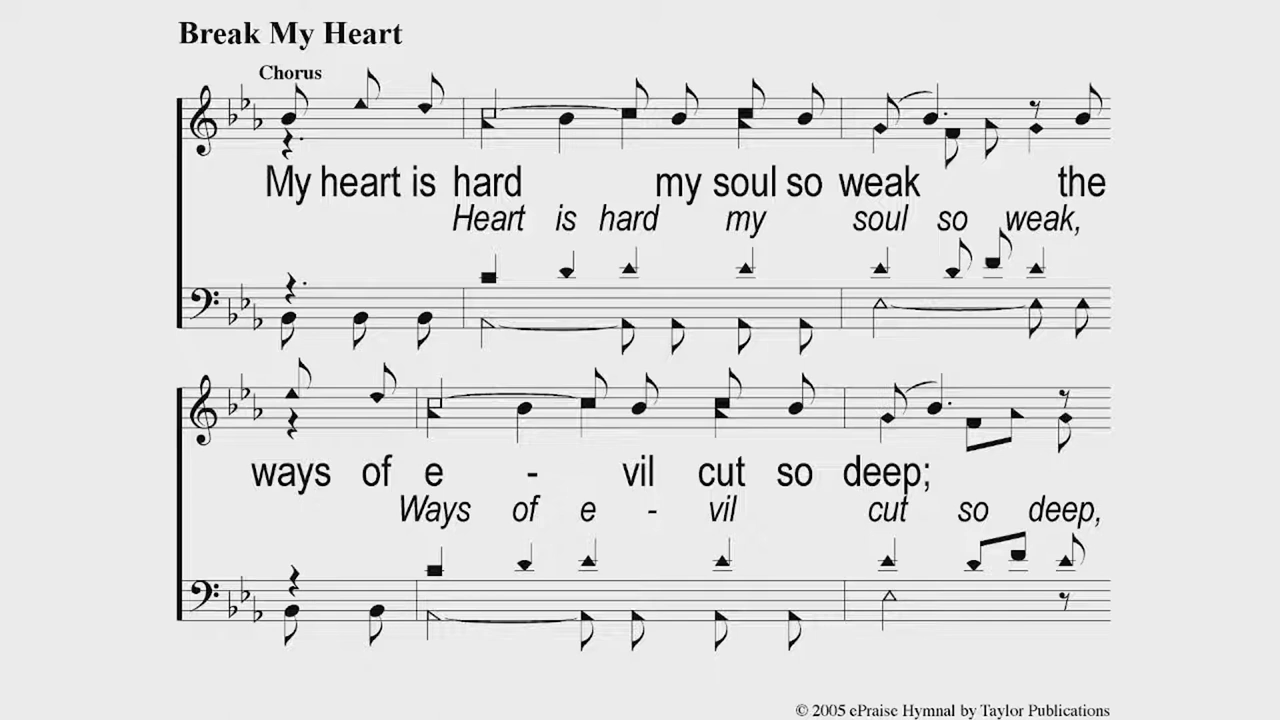 Break My Heart
Chorus
My heart is hard my soul so weak the
Heart is hard my soul so weak,
ways of e - vil cut so deep;
Ways of e - vil cut so deep,
© 2005 ePraise Hymnal by Taylor Publications